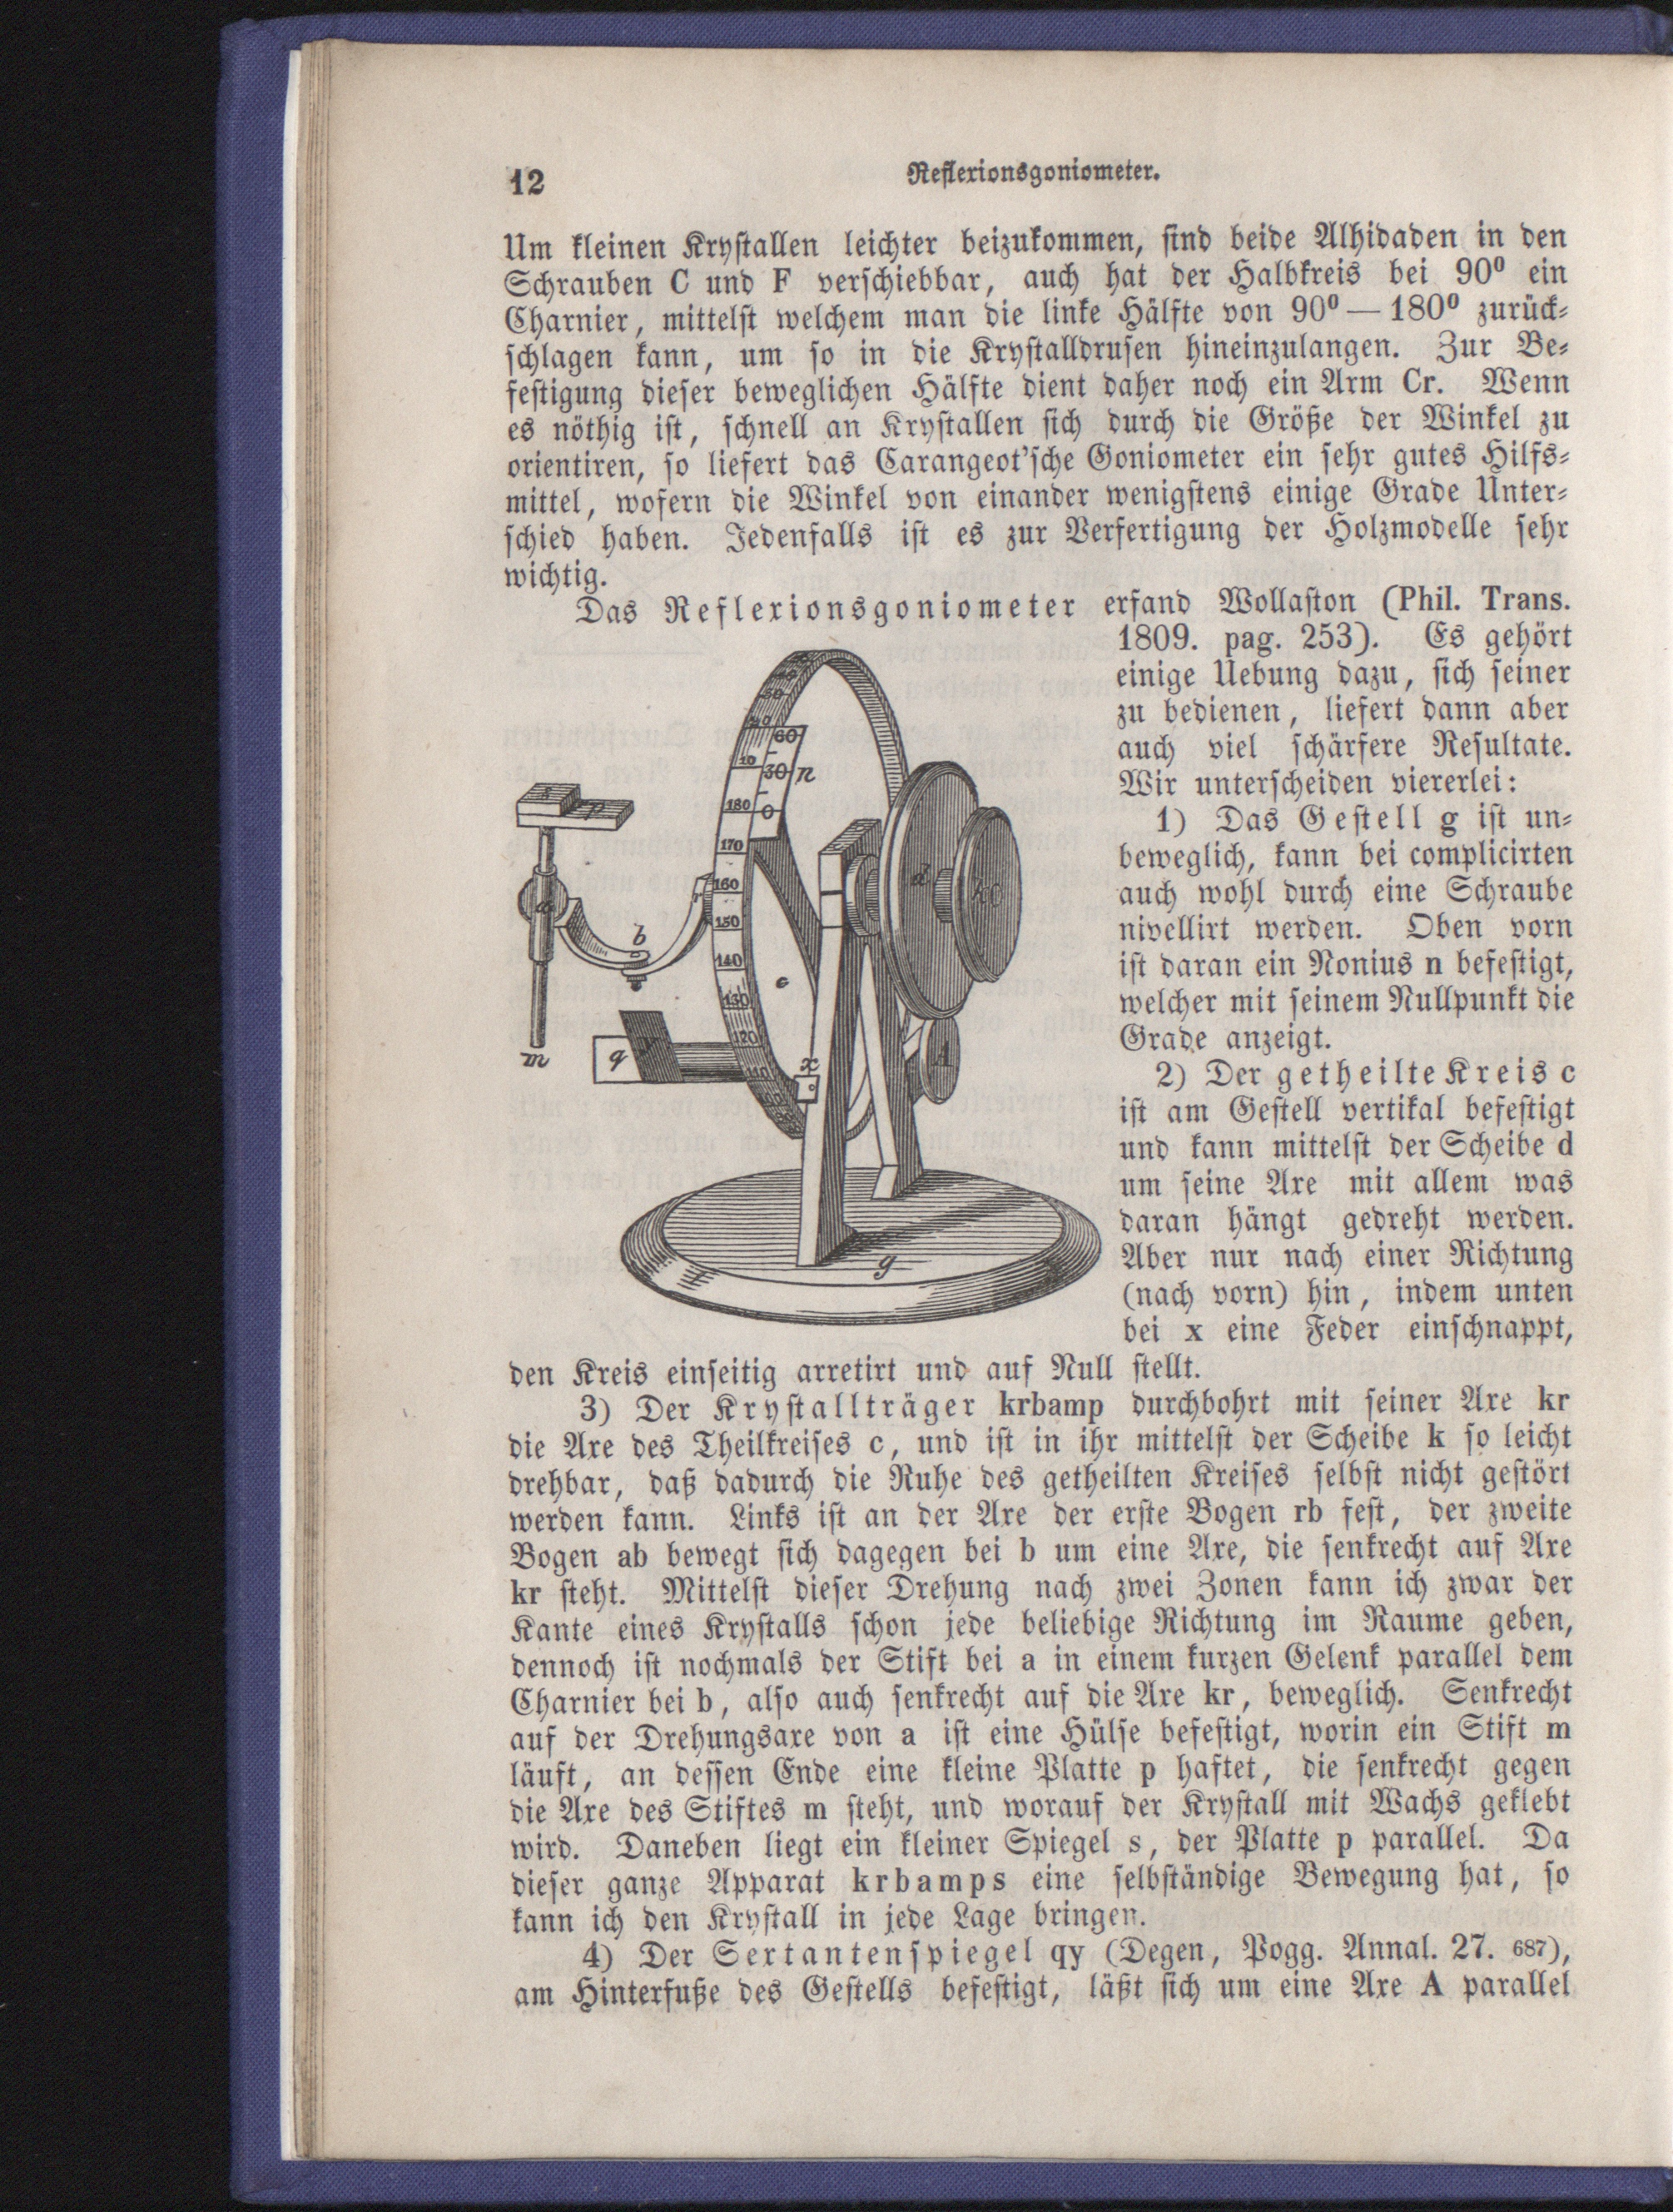 12
Reflexionsgoniometer.
Um kleinen Krystallen leichter beizukommen, sind beide Alhidaden in den
Schrauben C und F verschiebbar, auch hat der Halbkreis bei 90⁰ ein
Charnier, mittelst welchem man die linke Hälfte von 90⁰ — 180⁰ zurück-
schlagen kann, um so in die Krystalldrusen hineinzulangen. Zur Be-
festigung dieser beweglichen Hälfte dient daher noch ein Arm Cr. Wenn
es nöthig ist, schnell an Krystallen sich durch die Größe der Winkel zu
orientiren, so liefert das Carangeot'sche Goniometer ein sehr gutes Hilfs-
mittel, wofern die Winkel von einander wenigstens einige Grade Unter-
schied haben. Jedenfalls ist es zur Verfertigung der Holzmodelle sehr
wichtig.
Das Reflexionsgoniometer erfand Wollaston (Phil. Trans.
1809. pag. 253). Es gehört
einige Uebung dazu, sich seiner
zu bedienen, liefert dann aber
auch viel schärfere Resultate.
Wir unterscheiden viererlei:
1) Das Gestell g ist un-
beweglich, kann bei complicirten
auch wohl durch eine Schraube
nivellirt werden. Oben vorn
ist daran ein Nonius n befestigt,
welcher mit seinem Nullpunkt die
Grade anzeigt.
2) Der getheilte Kreis c
ist am Gestell vertikal befestigt
und kann mittelst der Scheibe d
um seine Axe mit allem was
daran hängt gedreht werden.
Aber nur nach einer Richtung
(nach vorn) hin, indem unten
bei x eine Feder einschnappt,
den Kreis einseitig arretirt und auf Null stellt.
3) Der Krystallträger krbamp durchbohrt mit seiner Axe kr
die Axe des Theilkreises c, und ist in ihr mittelst der Scheibe k so leicht
drehbar, daß dadurch die Ruhe des getheilten Kreises selbst nicht gestört
werden kann. Links ist an der Axe der erste Bogen rb fest, der zweite
Bogen ab bewegt sich dagegen bei b um eine Axe, die senkrecht auf Axe
kr steht. Mittelst dieser Drehung nach zwei Zonen kann ich zwar der
Kante eines Krystalls schon jede beliebige Richtung im Raume geben,
dennoch ist nochmals der Stift bei a in einem kurzen Gelenk parallel dem
Charnier bei b, also auch senkrecht auf die Axe kr, beweglich. Senkrecht
auf der Drehungsaxe von a ist eine Hülse befestigt, worin ein Stift m
läuft, an dessen Ende eine kleine Platte p haftet, die senkrecht gegen
die Axe des Stiftes m steht, und worauf der Krystall mit Wachs geklebt
wird. Daneben liegt ein kleiner Spiegel s, der Platte p parallel. Da
dieser ganze Apparat krbamps eine selbständige Bewegung hat, so
kann ich den Krystall in jede Lage bringen.
4) Der Sextantenspiegel qy (Degen, Pogg. Annal. 27. 687),
am Hinterfuße des Gestells befestigt, läßt sich um eine Axe A parallel
60
10
30 n
180 0
170
160
150
140
130
120
110
s p
a
b
r
m
q y
c
x
d
k
A
g